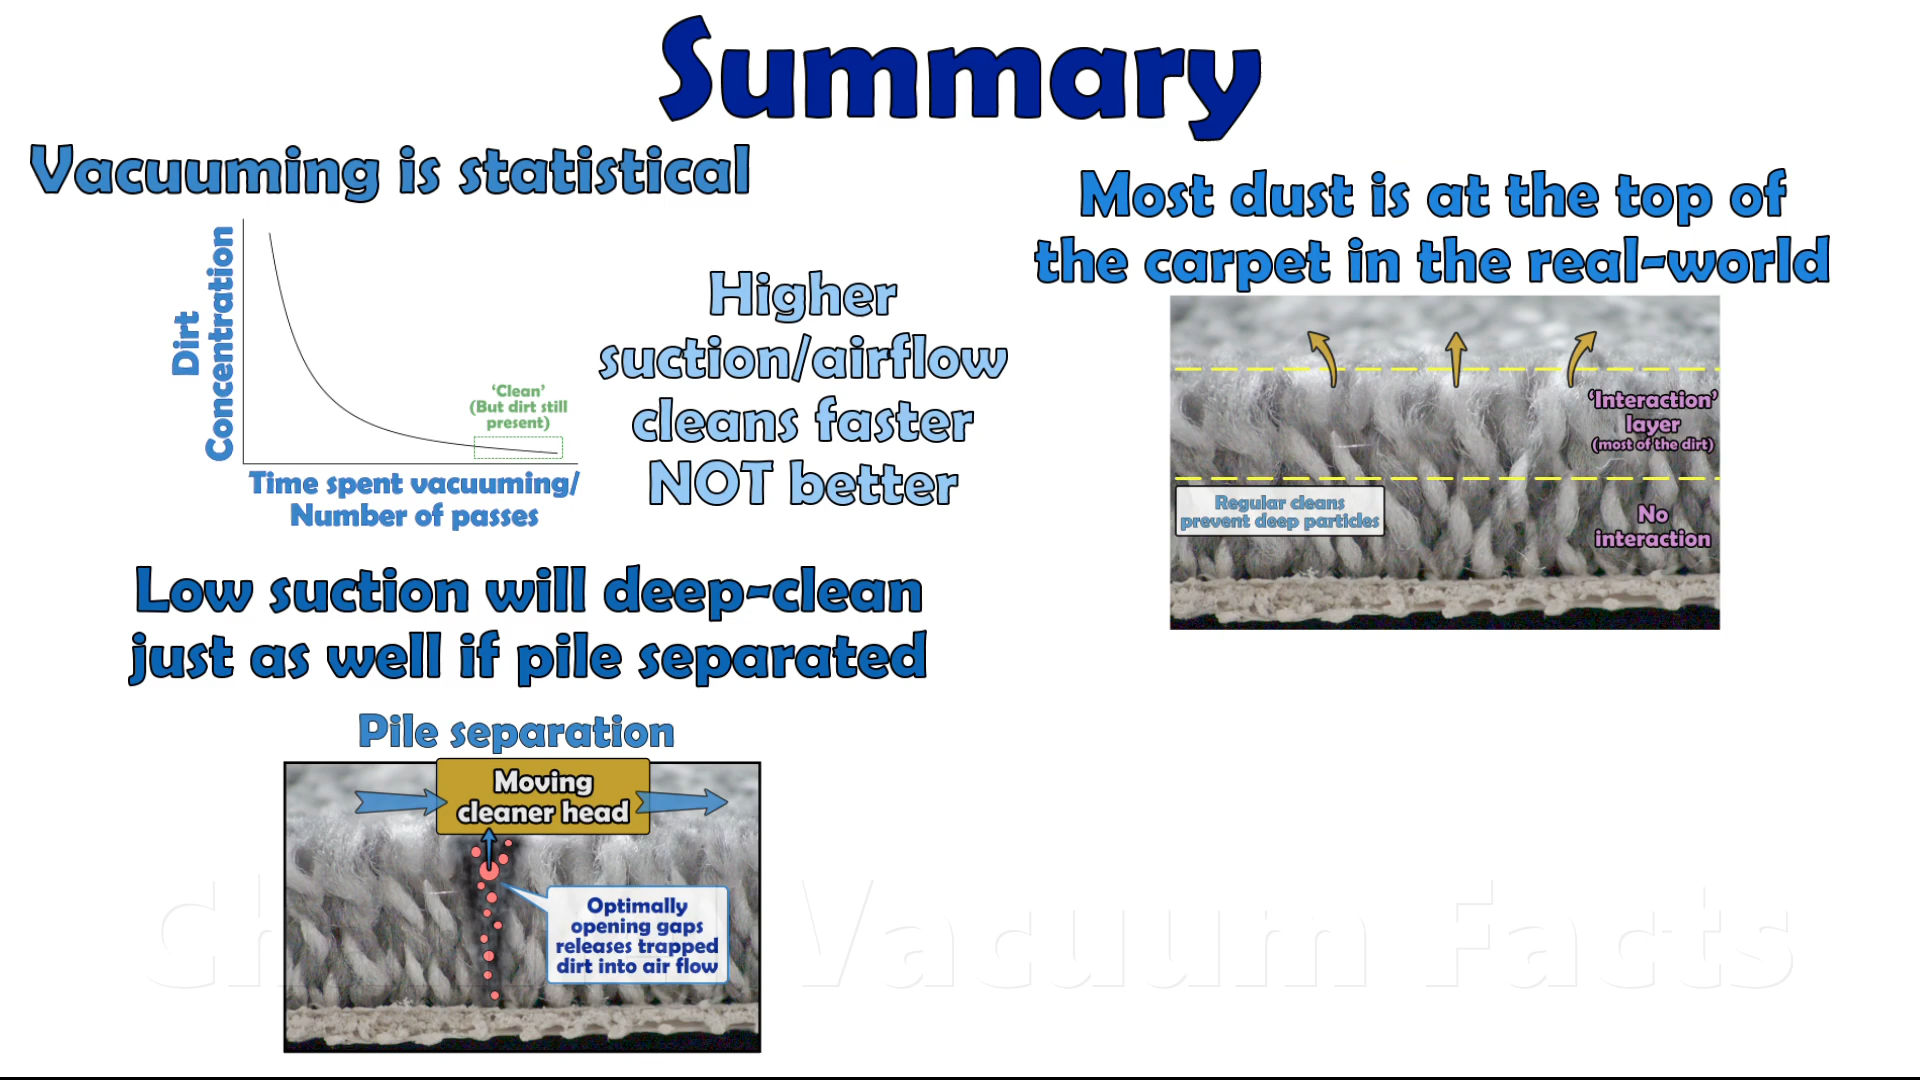 Summary
Vacuuming is statistical
Dirt
Concentration
'Clean'
(But dirt still
present)
Time spent vacuuming/
Number of passes
Higher
suction/airflow
cleans faster
NOT better
Most dust is at the top of
the carpet in the real-world
'Interaction'
layer
(most of the dirt)
Regular cleans
prevent deep particles
No
interaction
Low suction will deep-clean
just as well if pile separated
Pile separation
Moving
cleaner head
Optimally
opening gaps
releases trapped
dirt into air flow
Vacuum Facts